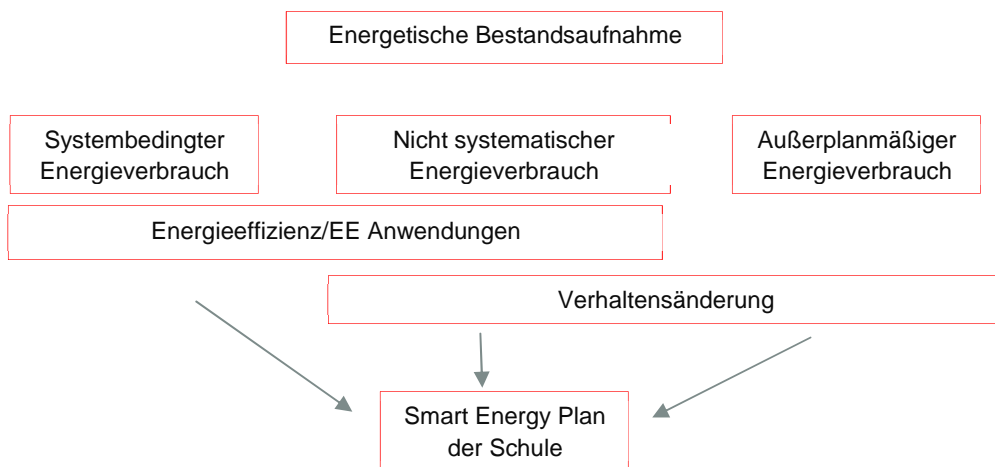 Energetische Bestandsaufnahme
Systembedingter
Energieverbrauch
Nicht systematischer
Energieverbrauch
Außerplanmäßiger
Energieverbrauch
Energieeffizienz/EE Anwendungen
Verhaltensänderung
Smart Energy Plan
der Schule